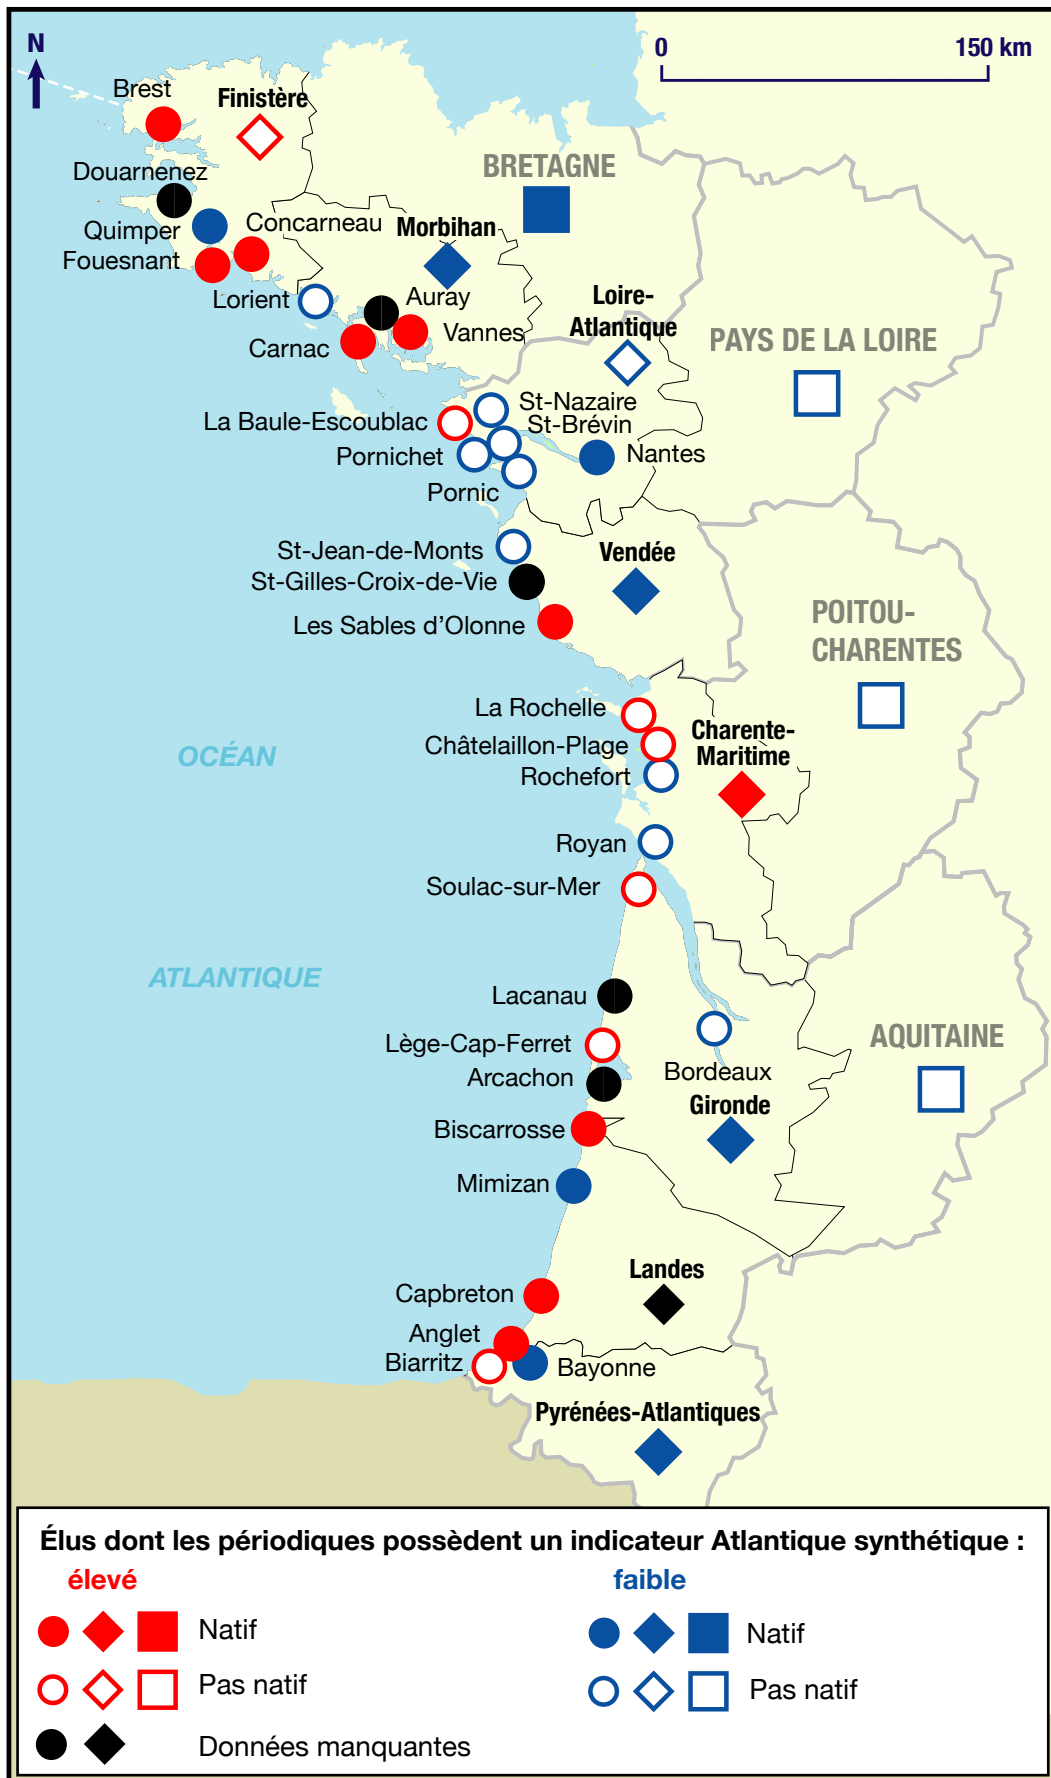 N
0
150 km
Brest
Finistère
BRETAGNE
Douarnenez
Quimper
Concarneau
Morbihan
Fouesnant
Lorient
Auray
Loire-
Atlantique
Carnac
Vannes
PAYS DE LA LOIRE
St-Nazaire
La Baule-Escoublac
St-Brévin
Pornichet
Nantes
Pornic
St-Jean-de-Monts
Vendée
St-Gilles-Croix-de-Vie
Les Sables d’Olonne
POITOU-
CHARENTES
La Rochelle
Charente-
Maritime
Châtelaillon-Plage
OCÉAN
Rochefort
Royan
Soulac-sur-Mer
ATLANTIQUE
Lacanau
Lège-Cap-Ferret
AQUITAINE
Arcachon
Bordeaux
Gironde
Biscarrosse
Mimizan
Landes
Capbreton
Anglet
Biarritz
Bayonne
Pyrénées-Atlantiques
Élus dont les périodiques possèdent un indicateur Atlantique synthétique :
élevé
faible
Natif
Natif
Pas natif
Pas natif
Données manquantes